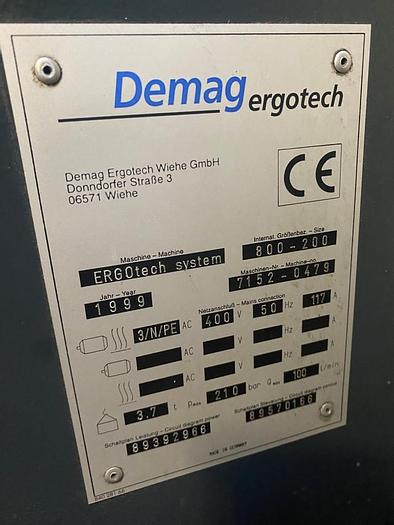 Demag ergotech
Demag Ergotech Wiehe GmbH
Donndorfer Straße 3
06571 Wiehe
CE
Maschine – Machine
Internat. Größenbez. – Size
ERGOtech system
800-200
Jahr – Year
Maschinen-Nr. – Machine-no.
1999
7152-0479
Netzanschluß – Mains connection
3/N/PE AC 400 V 50 Hz 117 A
AC V Hz A
AC V Hz A
3.7 t pmax 210 bar Qmax 100 l/min
Schaltplan Leistung – Circuit diagram power
Schaltplan Steuerung – Circuit diagram control
89392966
89570166
MADE IN GERMANY